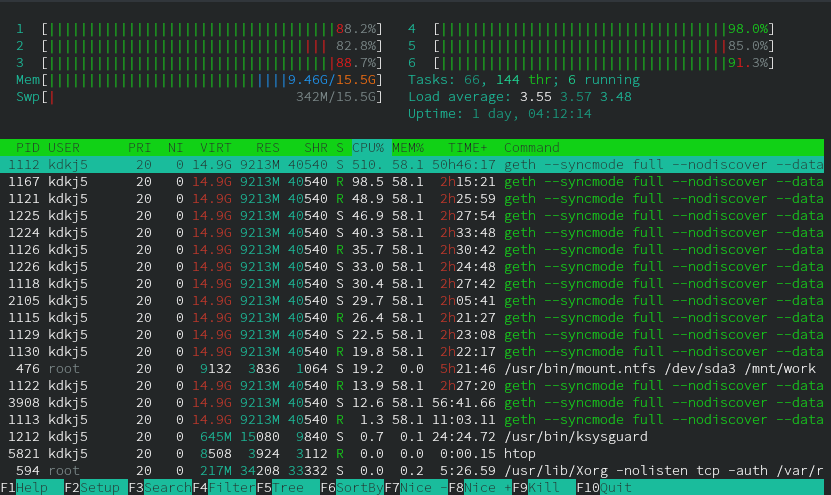 1 [||||||||||||||||||||||||||||||||||||88.2%] 4 [||||||||||||||||||||||||||||||||||||98.0%]
2 [||||||||||||||||||||||||||||||||||| 82.8%] 5 [||||||||||||||||||||||||||||||||||||85.0%]
3 [||||||||||||||||||||||||||||||||||||88.7%] 6 [||||||||||||||||||||||||||||||||||||91.3%]
Mem[||||||||||||||||||||||||||||||9.46G/15.5G] Tasks: 66, 144 thr; 6 running
Swp[| 342M/15.5G] Load average: 3.55 3.57 3.48
Uptime: 1 day, 04:12:14
PID USER PRI NI VIRT RES SHR S CPU% MEM% TIME+ Command
1112 kdkj5 20 0 14.9G 9213M 40540 S 510. 58.1 50h46:17 geth --syncmode full --nodiscover --data
1167 kdkj5 20 0 14.9G 9213M 40540 R 98.5 58.1 2h15:21 geth --syncmode full --nodiscover --data
1121 kdkj5 20 0 14.9G 9213M 40540 R 48.9 58.1 2h25:59 geth --syncmode full --nodiscover --data
1225 kdkj5 20 0 14.9G 9213M 40540 S 46.9 58.1 2h27:54 geth --syncmode full --nodiscover --data
1224 kdkj5 20 0 14.9G 9213M 40540 S 40.3 58.1 2h33:48 geth --syncmode full --nodiscover --data
1126 kdkj5 20 0 14.9G 9213M 40540 R 35.7 58.1 2h30:42 geth --syncmode full --nodiscover --data
1226 kdkj5 20 0 14.9G 9213M 40540 S 33.0 58.1 2h24:48 geth --syncmode full --nodiscover --data
1118 kdkj5 20 0 14.9G 9213M 40540 S 30.4 58.1 2h27:42 geth --syncmode full --nodiscover --data
2105 kdkj5 20 0 14.9G 9213M 40540 S 29.7 58.1 2h05:41 geth --syncmode full --nodiscover --data
1115 kdkj5 20 0 14.9G 9213M 40540 R 26.4 58.1 2h21:27 geth --syncmode full --nodiscover --data
1129 kdkj5 20 0 14.9G 9213M 40540 S 22.5 58.1 2h23:08 geth --syncmode full --nodiscover --data
1130 kdkj5 20 0 14.9G 9213M 40540 R 19.8 58.1 2h22:17 geth --syncmode full --nodiscover --data
476 root 20 0 9132 3836 1064 S 19.2 0.0 5h21:46 /usr/bin/mount.ntfs /dev/sda3 /mnt/work
1122 kdkj5 20 0 14.9G 9213M 40540 R 13.9 58.1 2h27:20 geth --syncmode full --nodiscover --data
3908 kdkj5 20 0 14.9G 9213M 40540 S 12.6 58.1 56:41.66 geth --syncmode full --nodiscover --data
1113 kdkj5 20 0 14.9G 9213M 40540 R 1.3 58.1 11:03.11 geth --syncmode full --nodiscover --data
1212 kdkj5 20 0 645M 15080 9840 S 0.7 0.1 24:24.72 /usr/bin/ksysguard
5821 kdkj5 20 0 8508 3924 3112 R 0.7 0.0 0:00.15 htop
594 root 20 0 217M 34208 33332 S 0.0 0.2 5:26.59 /usr/lib/Xorg -nolisten tcp -auth /var/r
F1Help F2Setup F3SearchF4FilterF5Tree F6SortByF7Nice -F8Nice +F9Kill F10Quit